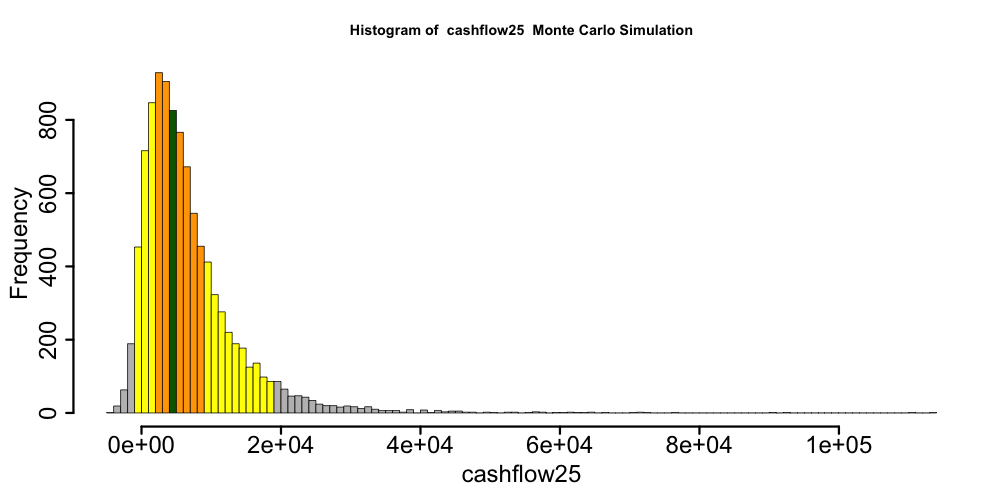 Histogram of  cashflow25  Monte Carlo Simulation
Frequency
800
600
400
200
0
0e+00 2e+04 4e+04 6e+04 8e+04 1e+05
cashflow25